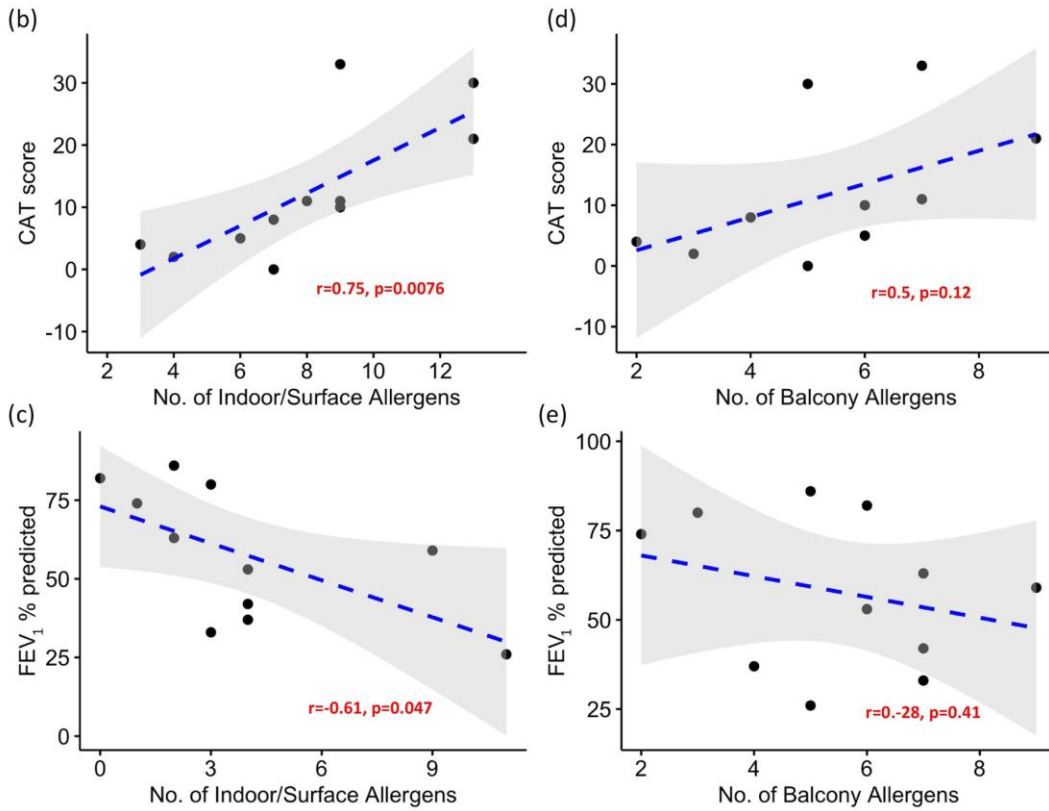 (b)
CAT score
30
20
10
0
-10
r=0.75, p=0.0076
2 4 6 8 10 12
No. of Indoor/Surface Allergens
(d)
CAT score
30
20
10
0
-10
r=0.5, p=0.12
2 4 6 8
No. of Balcony Allergens
(c)
FEV₁ % predicted
75
50
25
0
r=-0.61, p=0.047
0 3 6 9
No. of Indoor/Surface Allergens
(e)
FEV₁ % predicted
100
75
50
25
r=0.-28, p=0.41
2 4 6 8
No. of Balcony Allergens